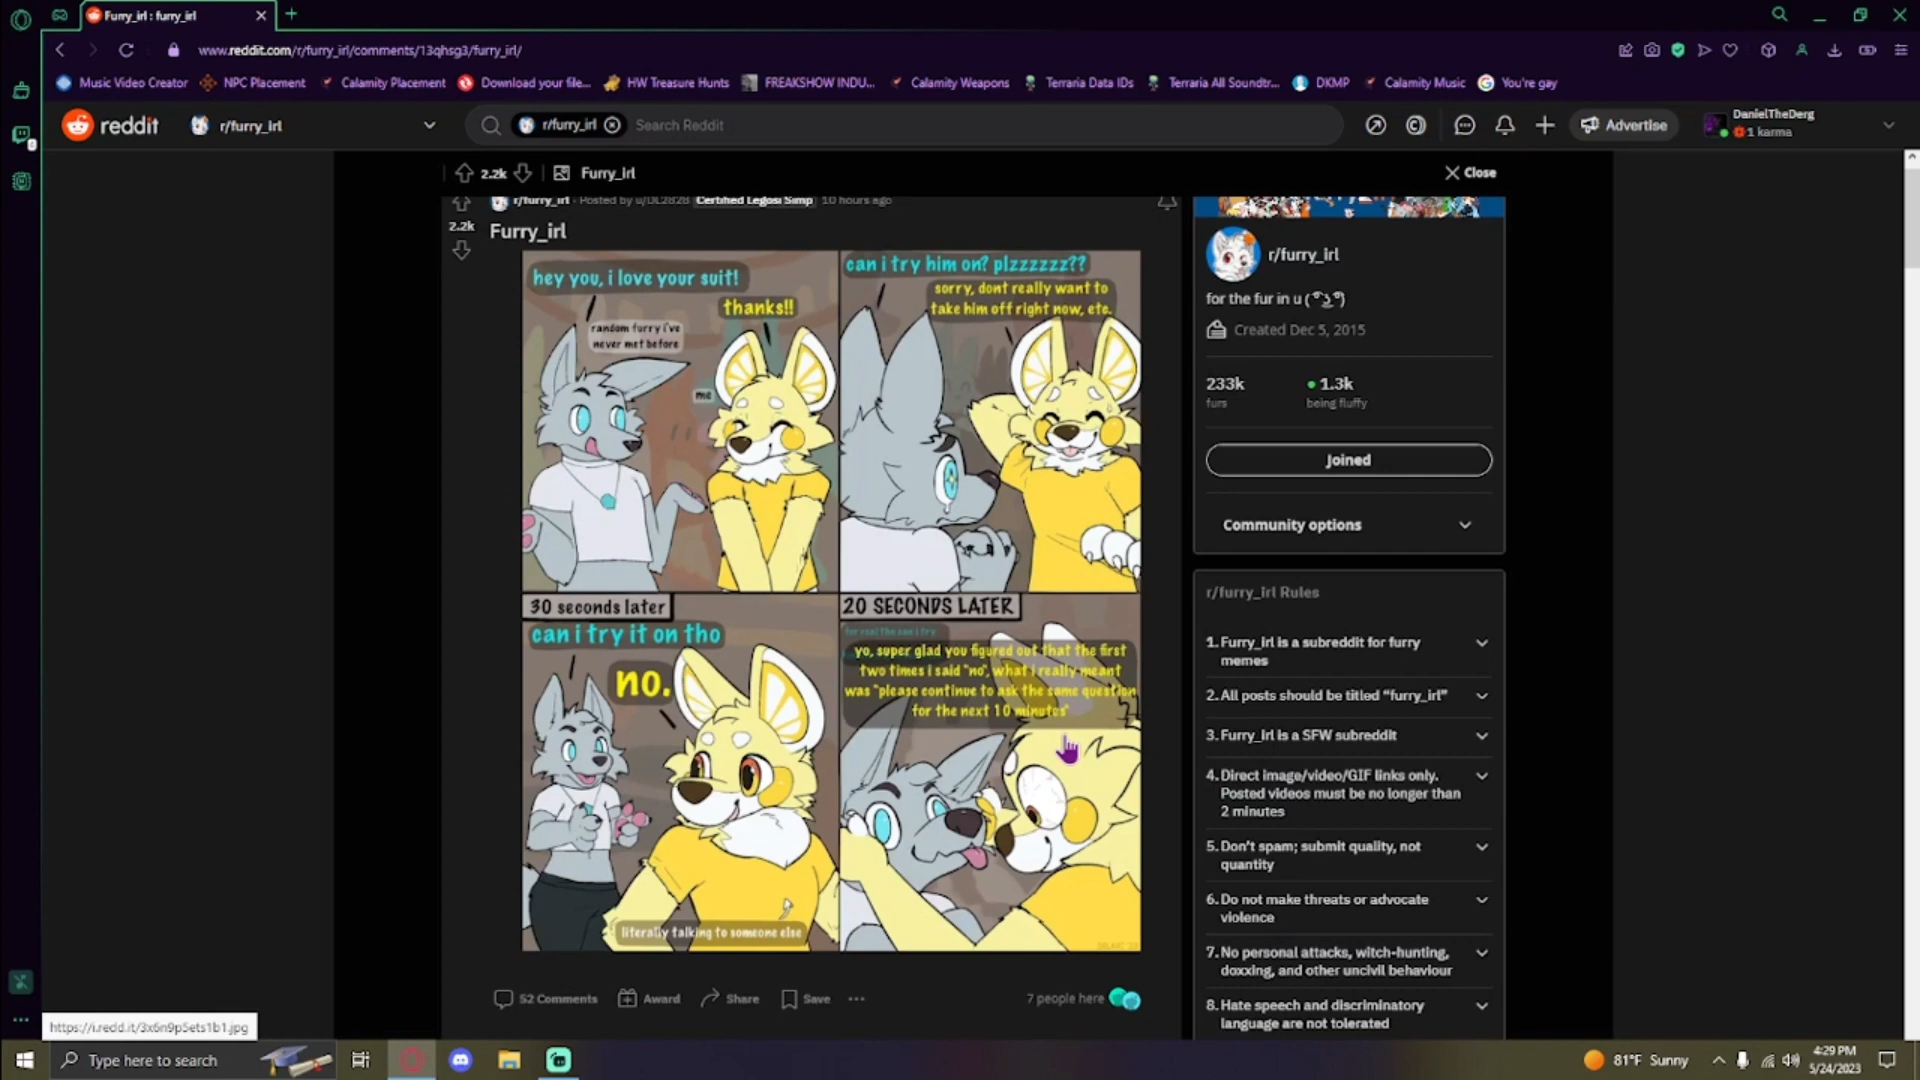 Furry_irl : furry_irl
www.reddit.com/r/furry_irl/comments/13qhsg3/furry_irl/
Music Video Creator
NPC Placement
Calamity Placement
Download your file...
HW Treasure Hunts
FREAKSHOW INDU...
Calamity Weapons
Terraria Data IDs
Terraria All Soundtr...
DKMP
Calamity Music
You're gay
reddit
r/furry_irl
r/furry_irl
Search Reddit
Advertise
DanielTheDerg
1 karma
2.2k
Furry_irl
Close
r/furry_irl · Posted by u/DL2828 Certified Legosi Simp 10 hours ago
2.2k
Furry_irl
hey you, i love your suit!
thanks!!
random furry i've
never met before
me
can i try him on? plzzzzzz??
sorry, dont really want to
take him off right now, etc.
30 seconds later
can i try it on tho
no.
literally talking to someone else
20 SECONDS LATER
for real tho can i try
yo, super glad you figured out that the first
two times i said "no", what i really meant
was "please continue to ask the same question
for the next 10 minutes"
52 Comments
Award
Share
Save
7 people here
r/furry_irl
for the fur in u ( ͡° ͜ʖ ͡°)
Created Dec 5, 2015
233k
furs
1.3k
being fluffy
Joined
Community options
r/furry_irl Rules
1. Furry_irl is a subreddit for furry
memes
2. All posts should be titled "furry_irl"
3. Furry_irl is a SFW subreddit
4. Direct image/video/GIF links only.
Posted videos must be no longer than
2 minutes
5. Don't spam; submit quality, not
quantity
6. Do not make threats or advocate
violence
7. No personal attacks, witch-hunting,
doxxing, and other uncivil behaviour
8. Hate speech and discriminatory
language are not tolerated
https://i.redd.it/3x6n9p5ets1b1.jpg
Type here to search
81°F Sunny
4:29 PM
5/24/2023